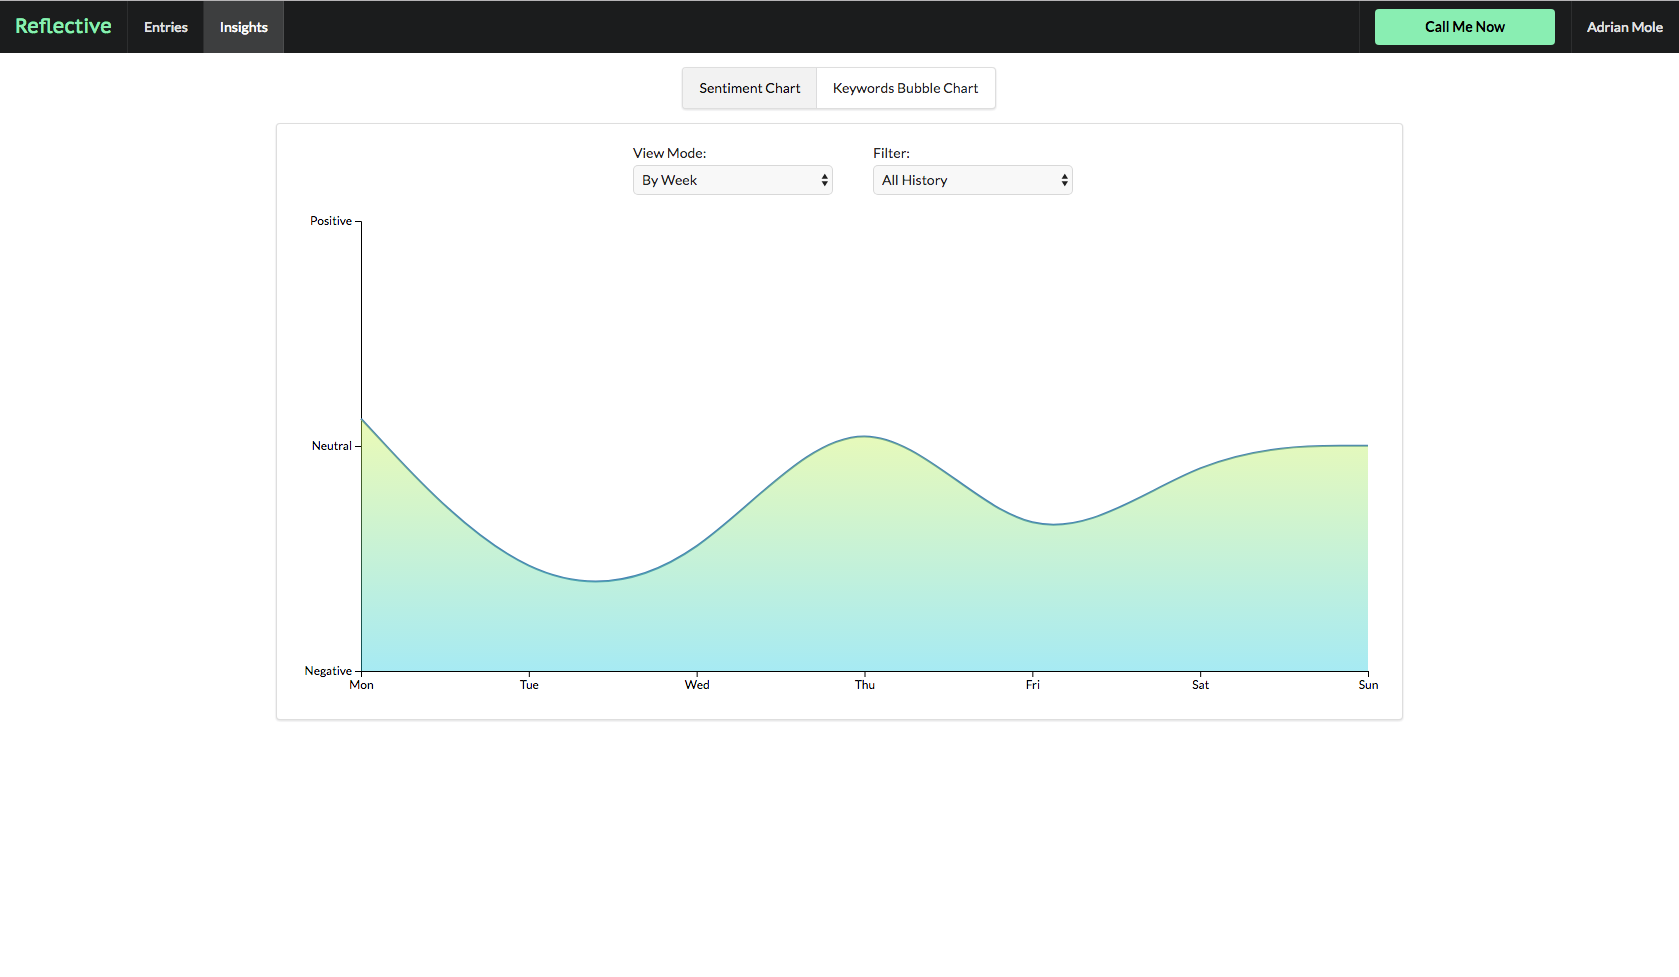 Reflective Entries Insights Call Me Now Adrian Mole
Sentiment Chart Keywords Bubble Chart
View Mode: Filter:
By Week All History
Positive
Neutral
Negative
Mon Tue Wed Thu Fri Sat Sun